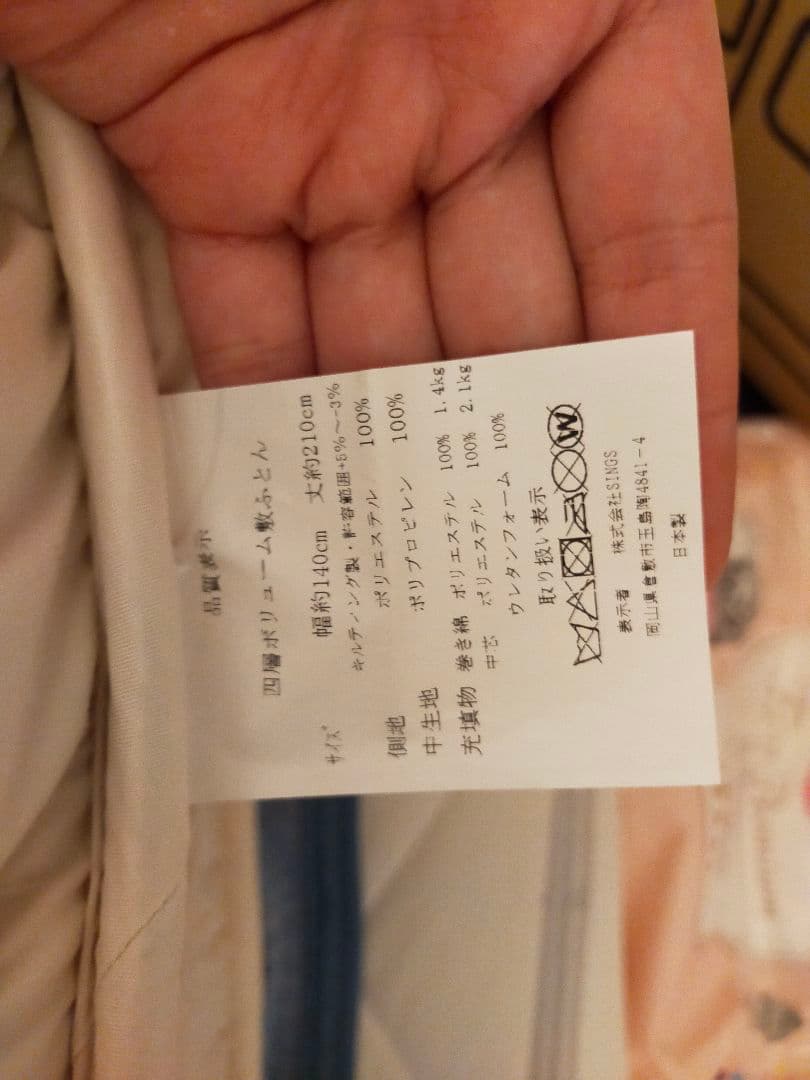 品質表示
四層ボリューム敷ふとん
サイズ 幅約140cm 丈約210cm
キルティング製・許容範囲+5%～-3%
側地 ポリエステル 100%
中生地 ポリプロピレン 100%
充填物 巻き綿 ポリエステル 100% 1.4kg
中芯 ポリエステル 100% 2.1kg
ウレタンフォーム 100%
取り扱い表示
W
表示者 株式会社SINGS
岡山県倉敷市玉島陶4841-4
日本製